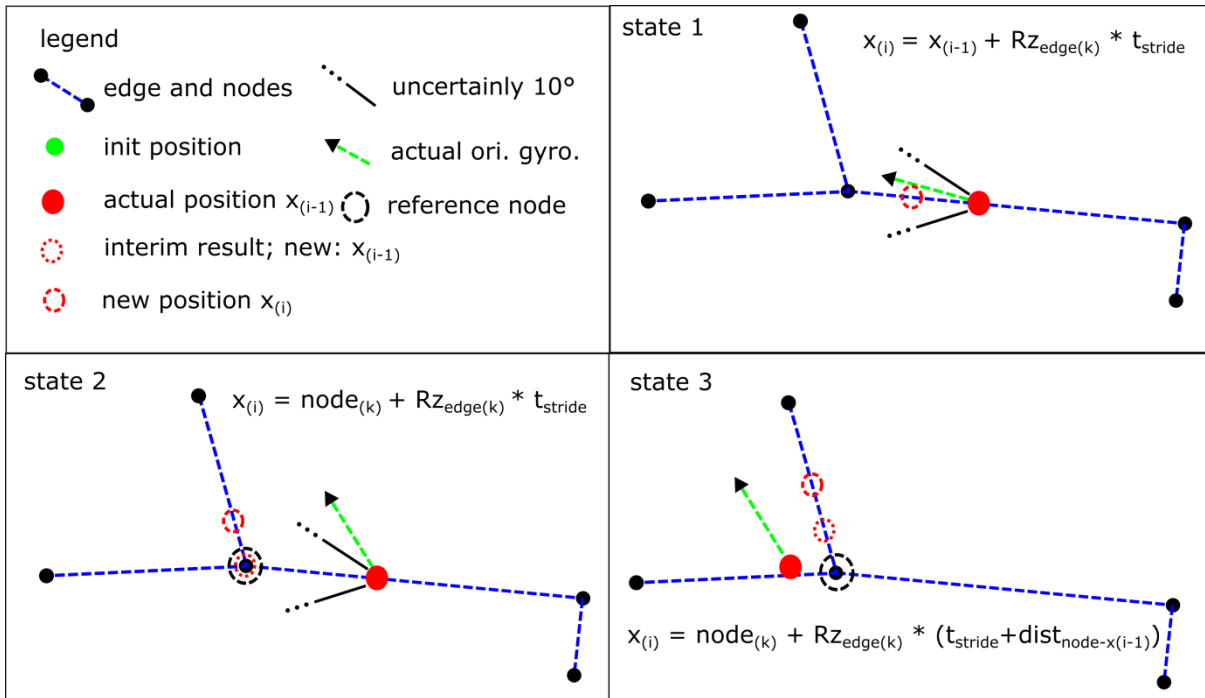 legend
edge and nodes
uncertainly 10°
init position
actual ori. gyro.
actual position x(i-1)
reference node
interim result; new: x(i-1)
new position x(i)
state 1
x(i) = x(i-1) + Rzedge(k) * tstride
state 2
x(i) = node(k) + Rzedge(k) * tstride
state 3
x(i) = node(k) + Rzedge(k) * (tstride+distnode-x(i-1))